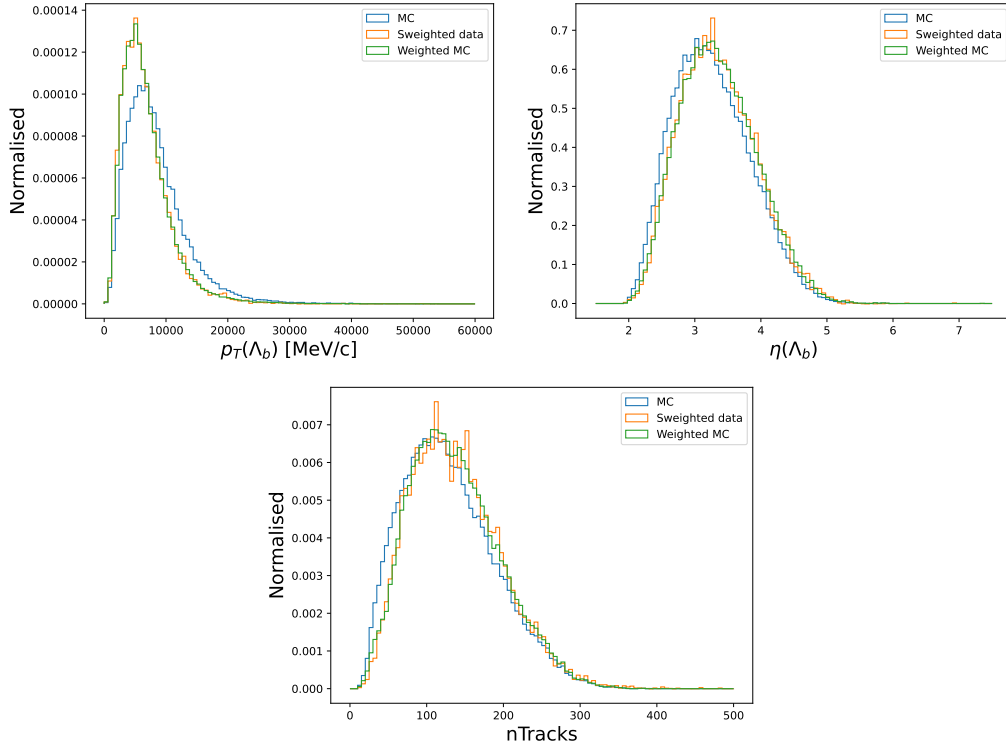 MC
Sweighted data
Weighted MC
Normalised
0.00014
0.00012
0.00010
0.00008
0.00006
0.00004
0.00002
0.00000
0 10000 20000 30000 40000 50000 60000
p_T(Λ_b) [MeV/c]
MC
Sweighted data
Weighted MC
Normalised
0.7
0.6
0.5
0.4
0.3
0.2
0.1
0.0
2 3 4 5 6 7
η(Λ_b)
MC
Sweighted data
Weighted MC
Normalised
0.007
0.006
0.005
0.004
0.003
0.002
0.001
0.000
0 100 200 300 400 500
nTracks